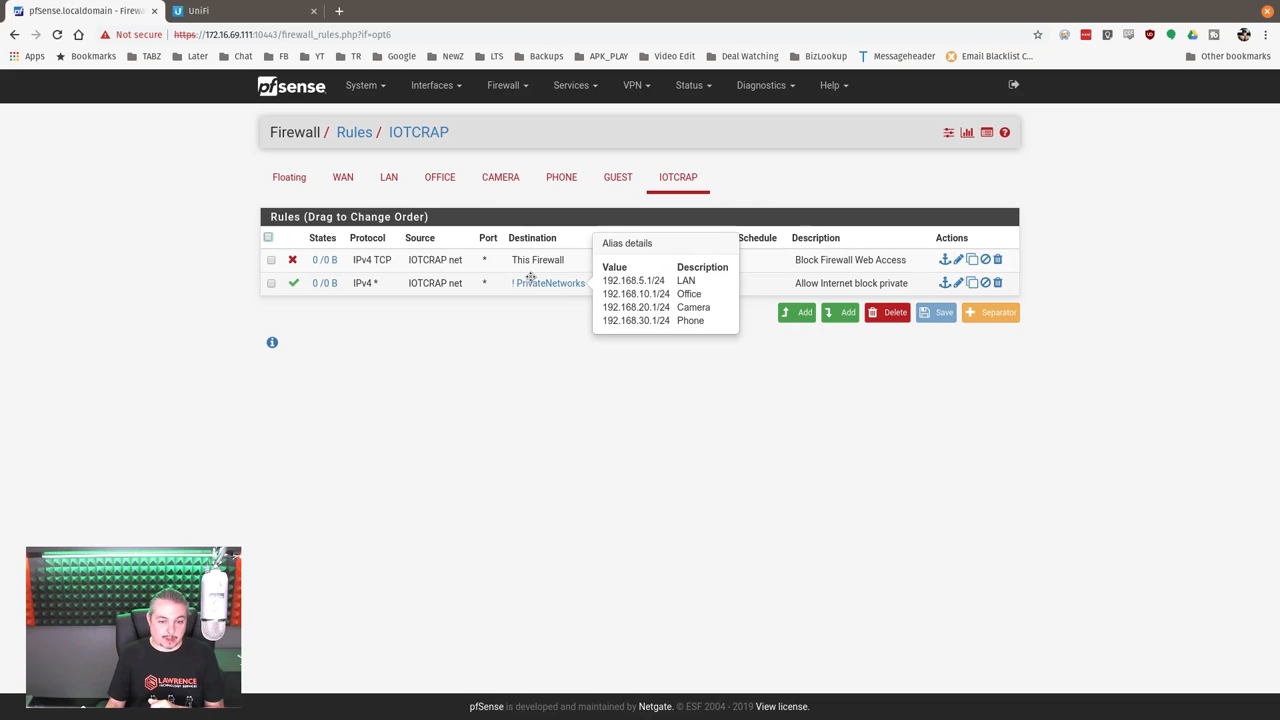 pfSense.localdomain - Firewa
UniFi
Not secure
https://172.16.69.111:10443/firewall_rules.php?if=opt6
Apps
Bookmarks
TABZ
Later
Chat
FB
YT
TR
Google
NewZ
LTS
Backups
APK_PLAY
Video Edit
Deal Watching
BizLookup
Messageheader
Email Blacklist C...
Other bookmarks
pfsense.
System
Interfaces
Firewall
Services
VPN
Status
Diagnostics
Help
Firewall / Rules / IOTCRAP
Floating
WAN
LAN
OFFICE
CAMERA
PHONE
GUEST
IOTCRAP
Rules (Drag to Change Order)
States Protocol Source Port Destination Schedule Description Actions
0 /0 B IPv4 TCP IOTCRAP net * This Firewall Block Firewall Web Access
0 /0 B IPv4 * IOTCRAP net * ! PrivateNetworks Allow Internet block private
Alias details
Value Description
192.168.5.1/24 LAN
192.168.10.1/24 Office
192.168.20.1/24 Camera
192.168.30.1/24 Phone
Add
Add
Delete
Save
Separator
LAWRENCE
pfSense is developed and maintained by Netgate. © ESF 2004 - 2019 View license.